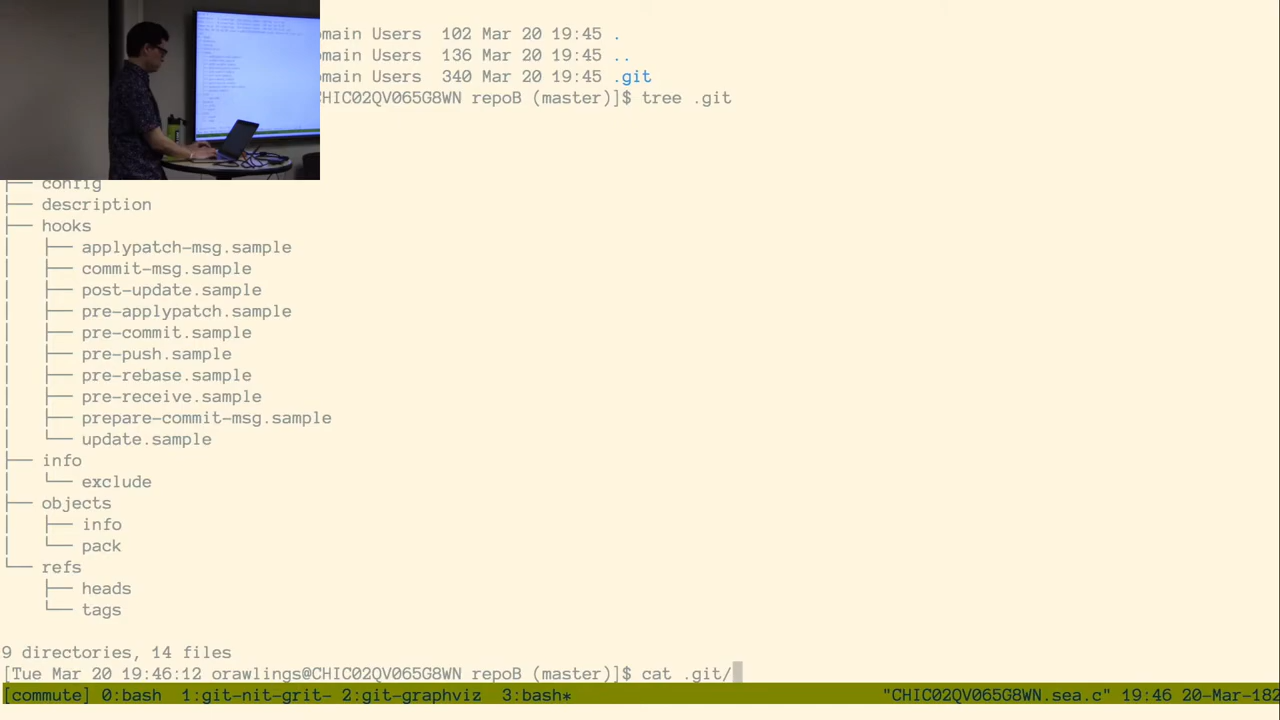 omain Users  102 Mar 20 19:45 .
omain Users  136 Mar 20 19:45 ..
omain Users  340 Mar 20 19:45 .git
CHIC02QV065G8WN repoB (master)]$ tree .git
├── config
├── description
├── hooks
│   ├── applypatch-msg.sample
│   ├── commit-msg.sample
│   ├── post-update.sample
│   ├── pre-applypatch.sample
│   ├── pre-commit.sample
│   ├── pre-push.sample
│   ├── pre-rebase.sample
│   ├── pre-receive.sample
│   ├── prepare-commit-msg.sample
│   └── update.sample
├── info
│   └── exclude
├── objects
│   ├── info
│   └── pack
└── refs
    ├── heads
    └── tags
9 directories, 14 files
[Tue Mar 20 19:46:12 orawlings@CHIC02QV065G8WN repoB (master)]$ cat .git/
[commute] 0:bash  1:git-nit-grit- 2:git-graphviz  3:bash*  "CHIC02QV065G8WN.sea.c" 19:46 20-Mar-182